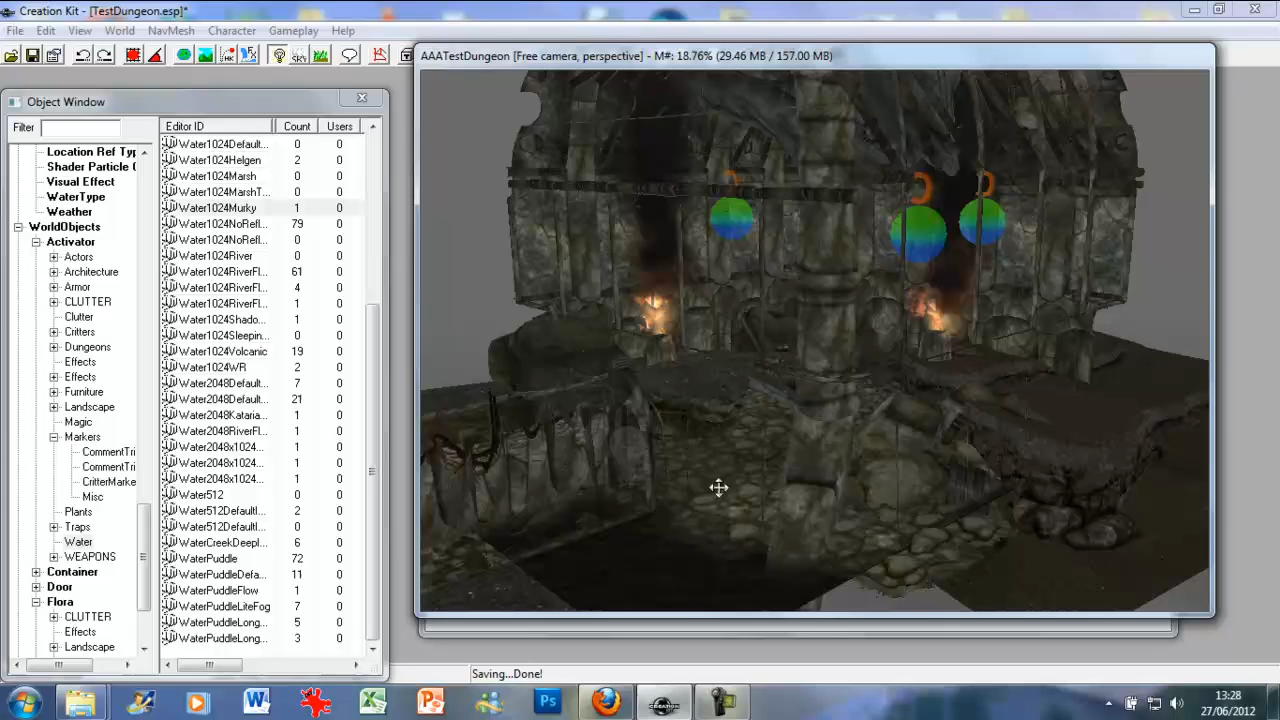 Creation Kit - [TestDungeon.esp]*
File Edit View World NavMesh Character Gameplay Help
AAATestDungeon [Free camera, perspective] - M#: 18.76% (29.46 MB / 157.00 MB)
Object Window
Filter
Editor ID Count Users
Location Ref Typ
Shader Particle G
Visual Effect
WaterType
Weather
WorldObjects
Activator
Actors
Architecture
Armor
CLUTTER
Clutter
Critters
Dungeons
Effects
Effects
Furniture
Landscape
Magic
Markers
CommentTri
CommentTri
CritterMarke
Misc
Plants
Traps
Water
WEAPONS
Container
Door
Flora
CLUTTER
Effects
Landscape
Water1024Default... 0 0
Water1024Helgen 2 0
Water1024Marsh 0 0
Water1024MarshT... 0 0
Water1024Murky 1 0
Water1024NoRefl... 79 0
Water1024NoRefl... 0 0
Water1024River 0 0
Water1024RiverFl... 61 0
Water1024RiverFl... 4 0
Water1024RiverFl... 1 0
Water1024Shado... 1 0
Water1024Sleepin... 0 0
Water1024Volcanic 19 0
Water1024WR 2 0
Water2048Default... 7 0
Water2048Default... 21 0
Water2048Kataria... 1 0
Water2048RiverFl... 1 0
Water2048x1024... 1 0
Water2048x1024... 1 0
Water2048x1024... 1 0
Water512 0 0
Water512DefaultI... 2 0
Water512DefaultI... 0 0
WaterCreekDeepI... 6 0
WaterPuddle 72 0
WaterPuddleDefa... 11 0
WaterPuddleFlow 1 0
WaterPuddleLiteFog 7 0
WaterPuddleLong... 5 0
WaterPuddleLong... 3 0
Saving...Done!
13:28
27/06/2012